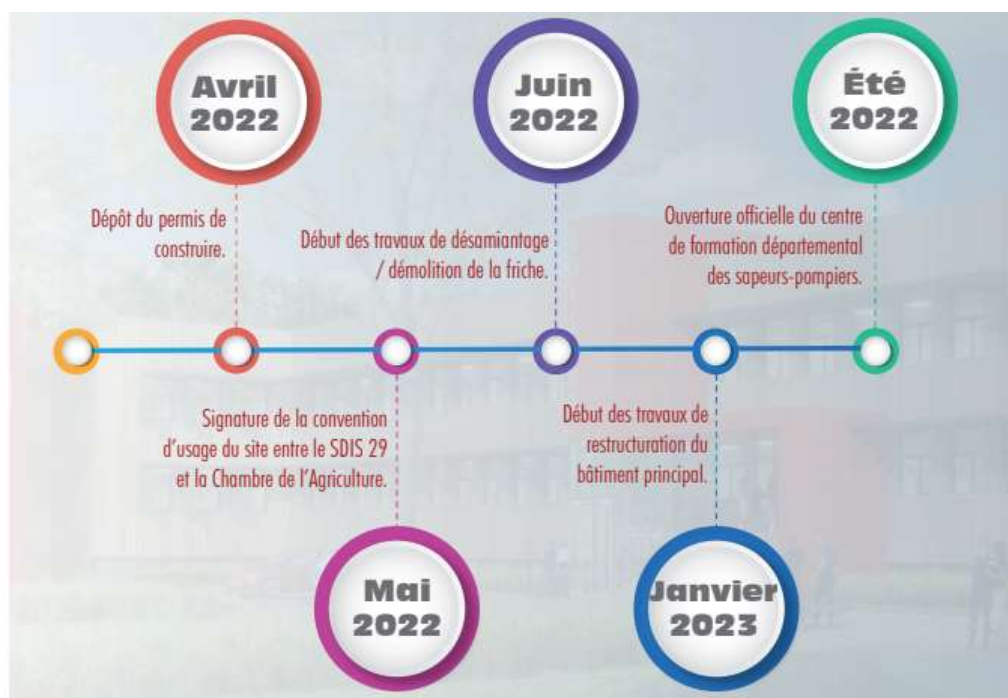 Avril
2022
Dépôt du permis de
construire.
Signature de la convention
d'usage du site entre le SDIS 29
et la Chambre de l'Agriculture.
Mai
2022
Juin
2022
Début des travaux de désamiantage
/ démolition de la friche.
Début des travaux de
restructuration du
bâtiment principal.
Janvier
2023
Été
2022
Ouverture officielle du centre
de formation départemental
des sapeurs-pompiers.